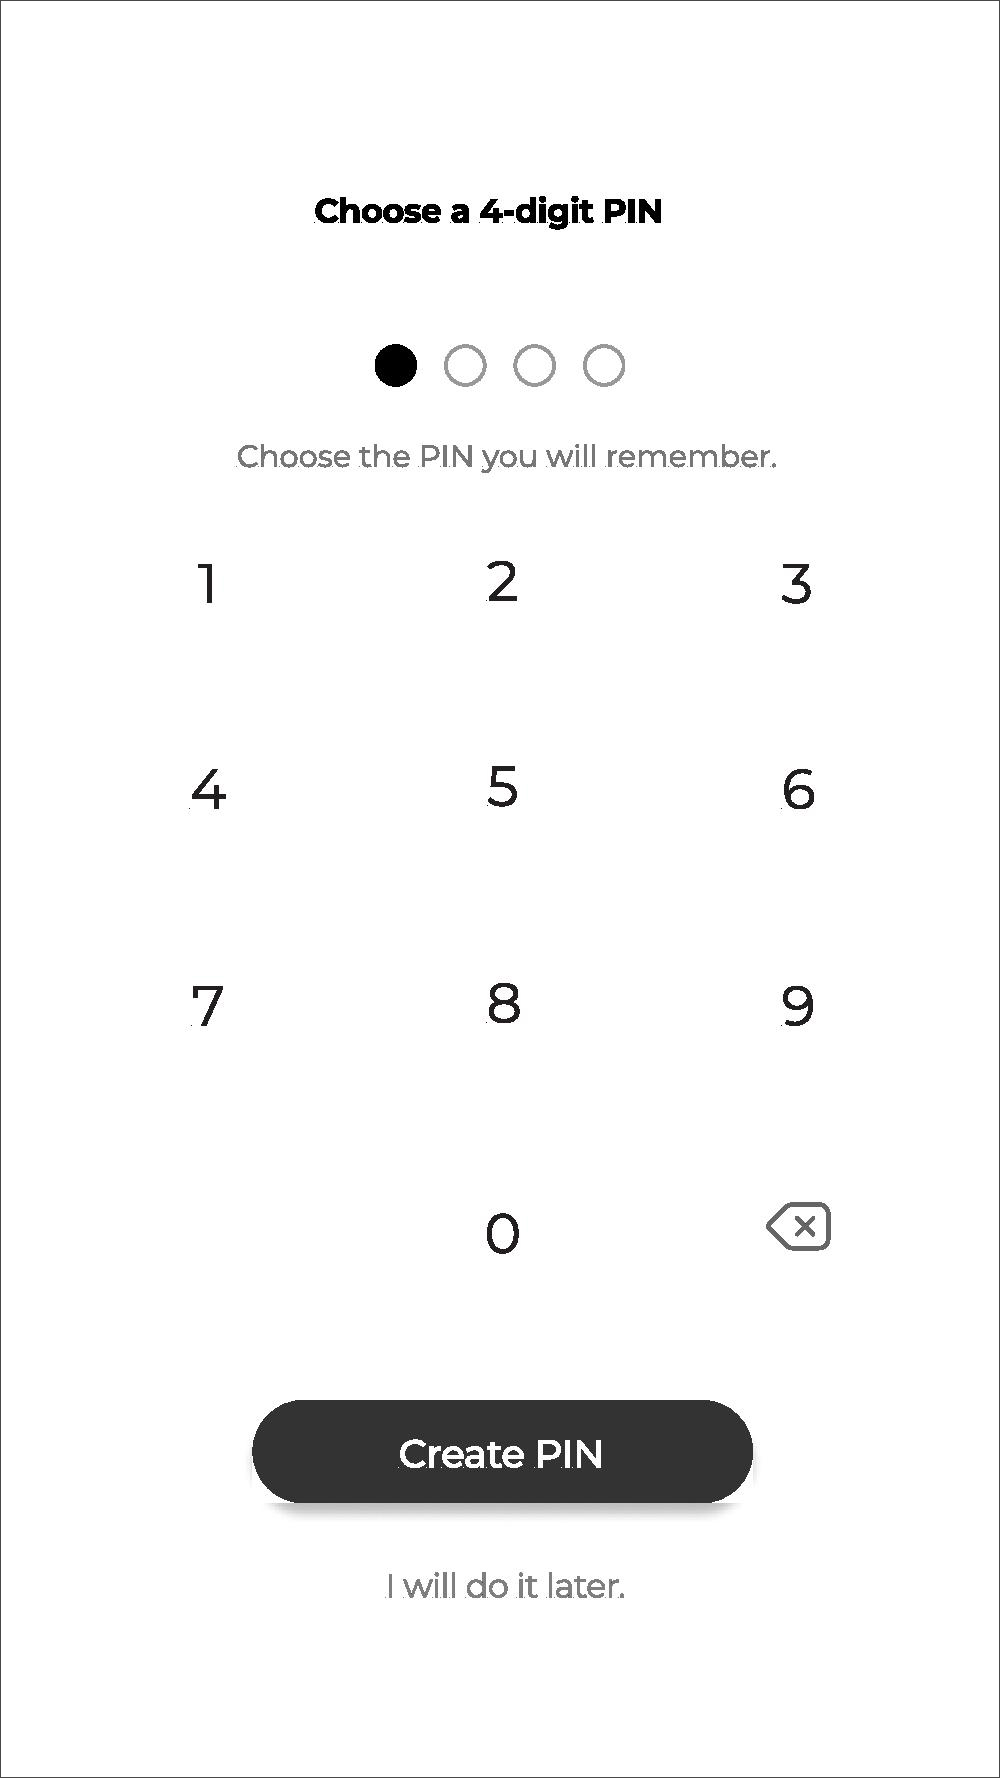 Choose a 4-digit PIN
Choose the PIN you will remember.
1 2 3
4 5 6
7 8 9
0
Create PIN
I will do it later.